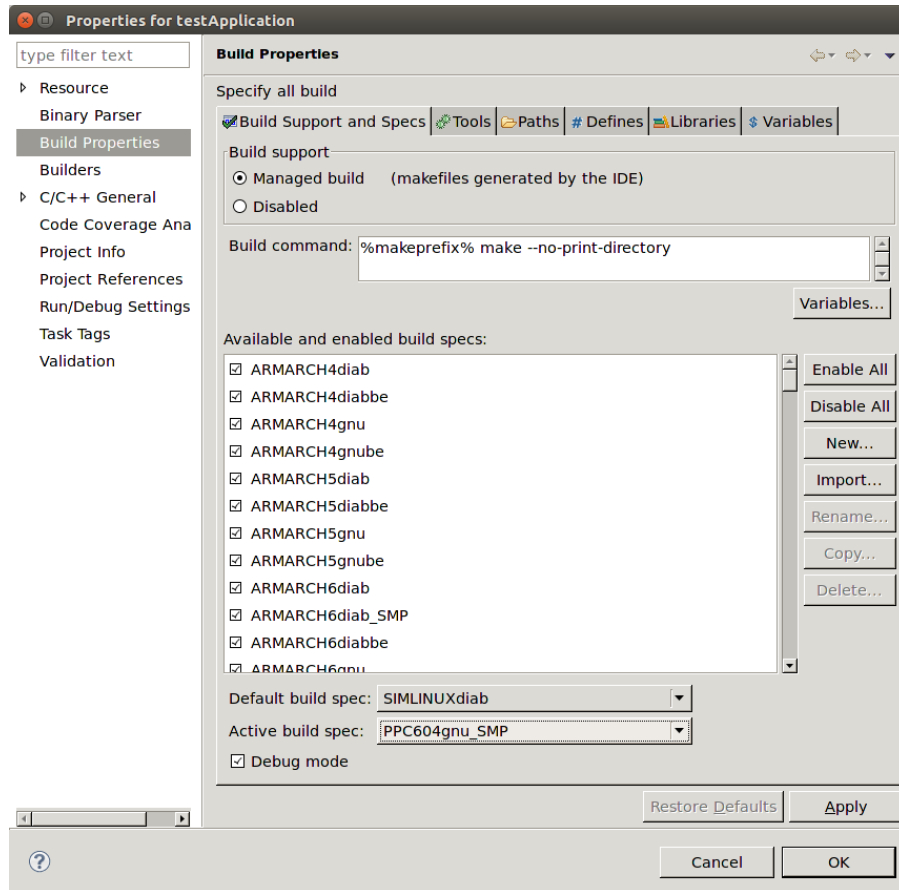 Properties for testApplication
type filter text
Resource
Binary Parser
Build Properties
Builders
C/C++ General
Code Coverage Ana
Project Info
Project References
Run/Debug Settings
Task Tags
Validation
Build Properties
Specify all build
Build Support and Specs Tools Paths # Defines Libraries $ Variables
Build support
Managed build (makefiles generated by the IDE)
Disabled
Build command: %makeprefix% make --no-print-directory
Variables...
Available and enabled build specs:
ARMARCH4diab
ARMARCH4diabbe
ARMARCH4gnu
ARMARCH4gnube
ARMARCH5diab
ARMARCH5diabbe
ARMARCH5gnu
ARMARCH5gnube
ARMARCH6diab
ARMARCH6diab_SMP
ARMARCH6diabbe
ARMARCH6gnu
Enable All
Disable All
New...
Import...
Rename...
Copy...
Delete...
Default build spec: SIMLINUXdiab
Active build spec: PPC604gnu_SMP
Debug mode
Restore Defaults Apply
? Cancel OK